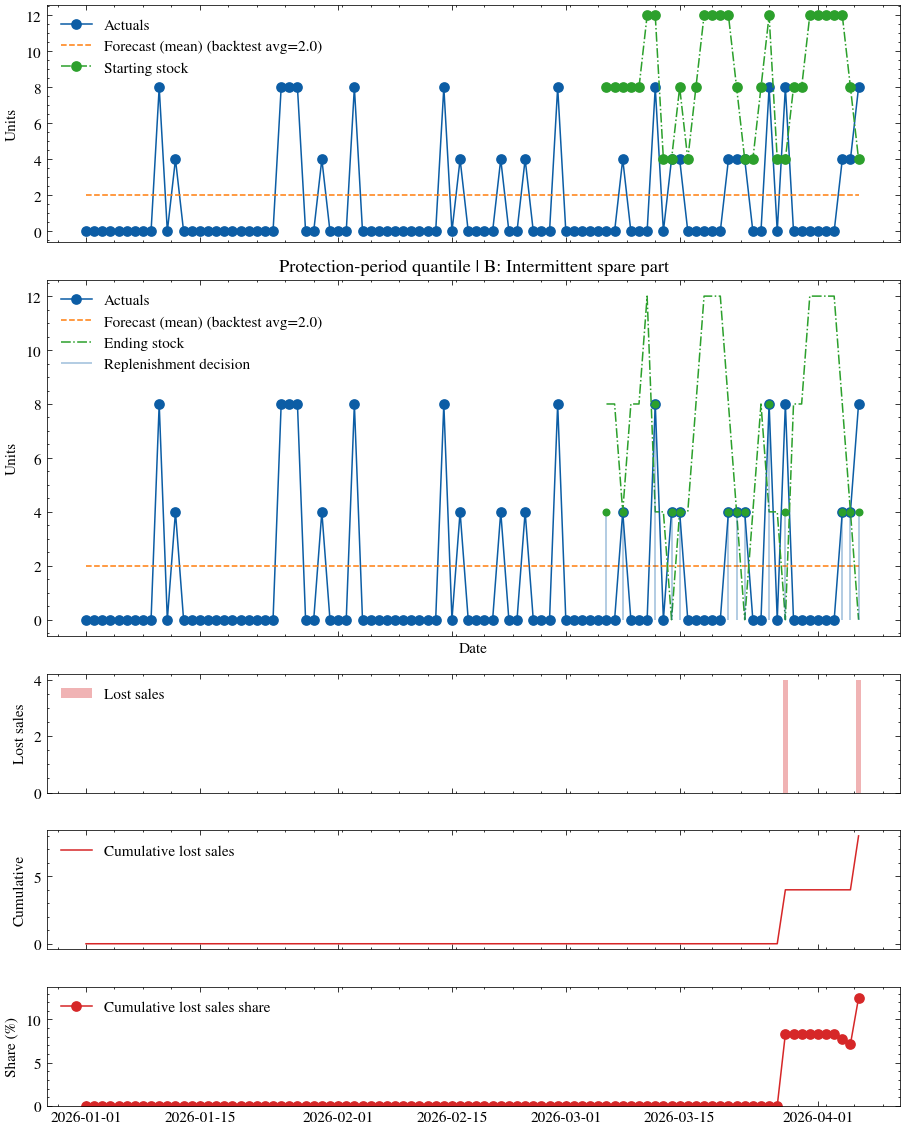 12
10
8
6
4
2
0
Units
Actuals
Forecast (mean) (backtest avg=2.0)
Starting stock
Protection-period quantile | B: Intermittent spare part
12
10
8
6
4
2
0
Units
Actuals
Forecast (mean) (backtest avg=2.0)
Ending stock
Replenishment decision
Date
4
2
0
Lost sales
Lost sales
5
0
Cumulative
Cumulative lost sales
10
5
0
Share (%)
Cumulative lost sales share
2026-01-01 2026-01-15 2026-02-01 2026-02-15 2026-03-01 2026-03-15 2026-04-01